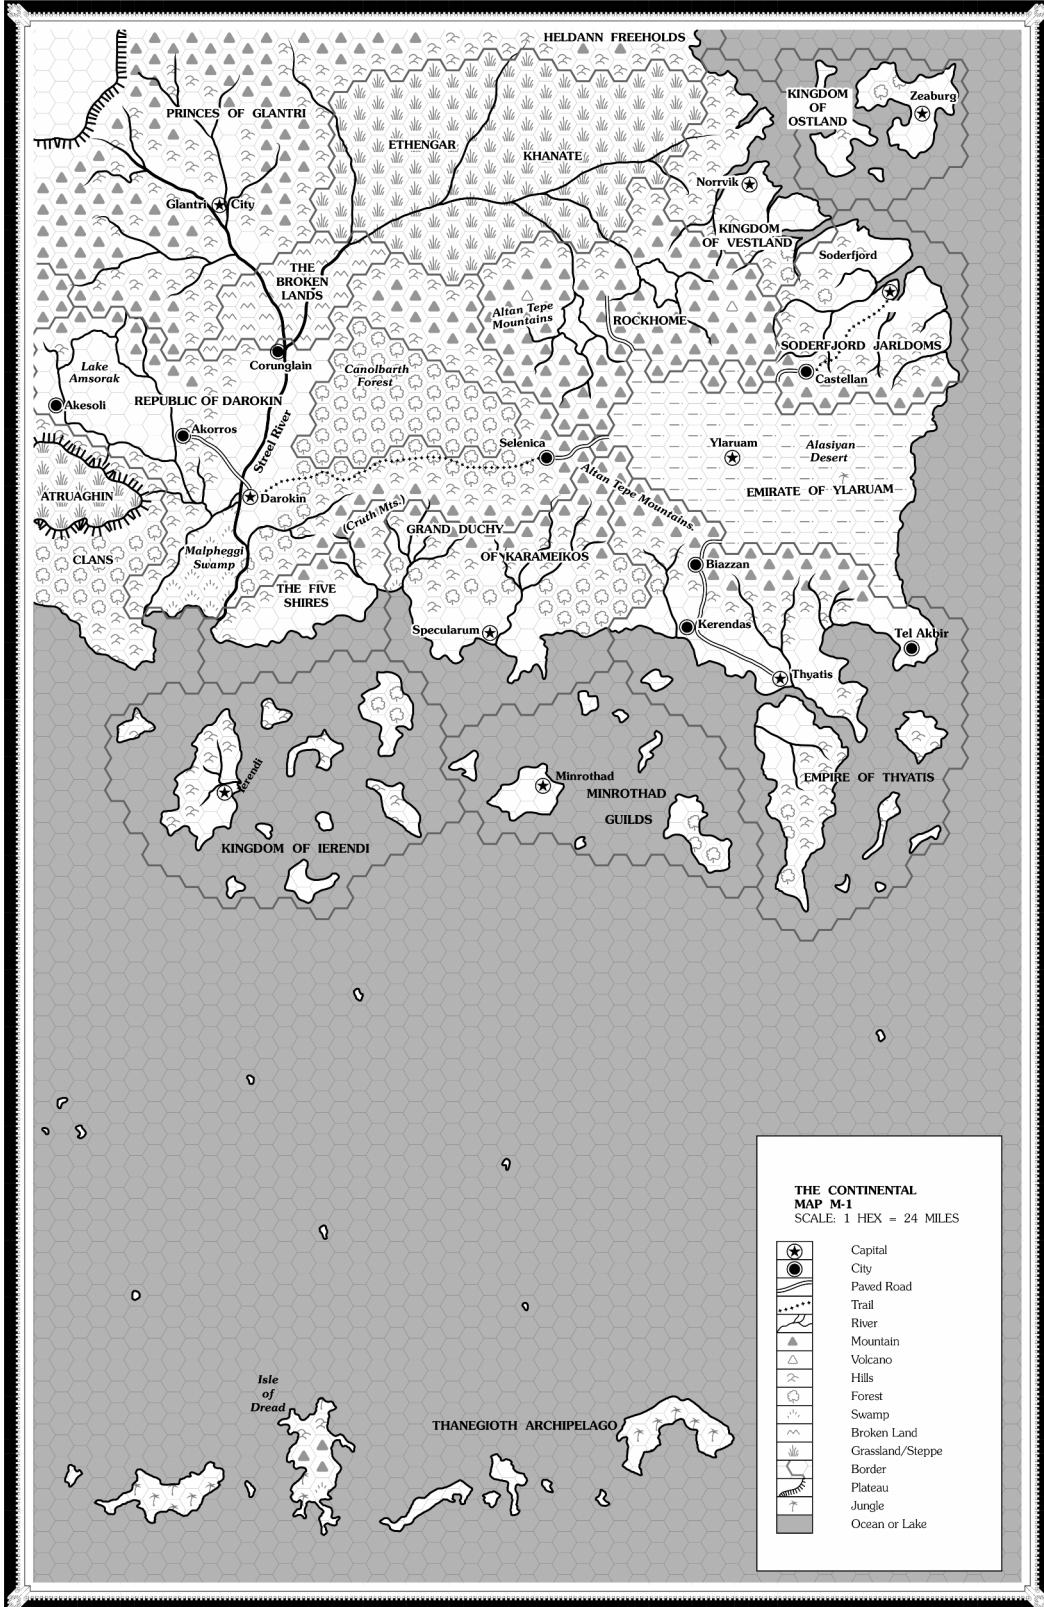 HELDANN FREEHOLDS
KINGDOM
OF
OSTLAND
Zeaburg
PRINCES OF GLANTRI
ETHENGAR
KHANATE
Norrvik
Glantri City
KINGDOM
OF VESTLAND
Soderfjord
THE
BROKEN
LANDS
Altan Tepe
Mountains
ROCKHOME
SODERFJORD JARLDOMS
Corunglain
Lake
Amsorak
Canolbarth
Forest
Castellan
Akesoli
REPUBLIC OF DAROKIN
Akorros
Streel River
Selenica
Ylaruam
Alasiyan
Desert
Altan Tepe Mountains.
EMIRATE OF YLARUAM
ATRUAGHIN
Darokin
(Cruth Mts.)
GRAND DUCHY
OF KARAMEIKOS
CLANS
Malpheggi
Swamp
Biazzan
THE FIVE
SHIRES
Specularum
Kerendas
Tel Akbir
Thyatis
Ierendi
Minrothad
MINROTHAD
GUILDS
EMPIRE OF THYATIS
KINGDOM OF IERENDI
THE CONTINENTAL
MAP M-1
SCALE: 1 HEX = 24 MILES
Capital
City
Paved Road
Trail
River
Mountain
Volcano
Hills
Forest
Swamp
Broken Land
Grassland/Steppe
Border
Plateau
Jungle
Ocean or Lake
Isle
of
Dread
THANEGIOTH ARCHIPELAGO